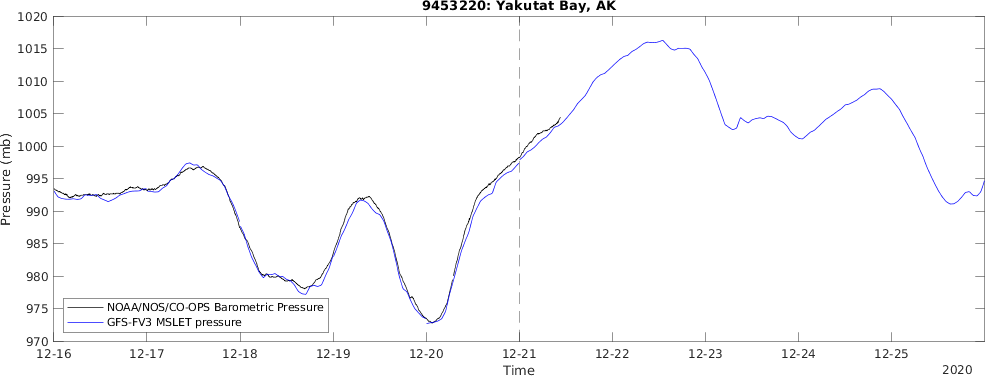 9453220: Yakutat Bay, AK
1020
1015
1010
1005
1000
995
990
985
980
975
970
Pressure (mb)
NOAA/NOS/CO-OPS Barometric Pressure
GFS-FV3 MSLET pressure
12-16 12-17 12-18 12-19 12-20 12-21 12-22 12-23 12-24 12-25
Time
2020